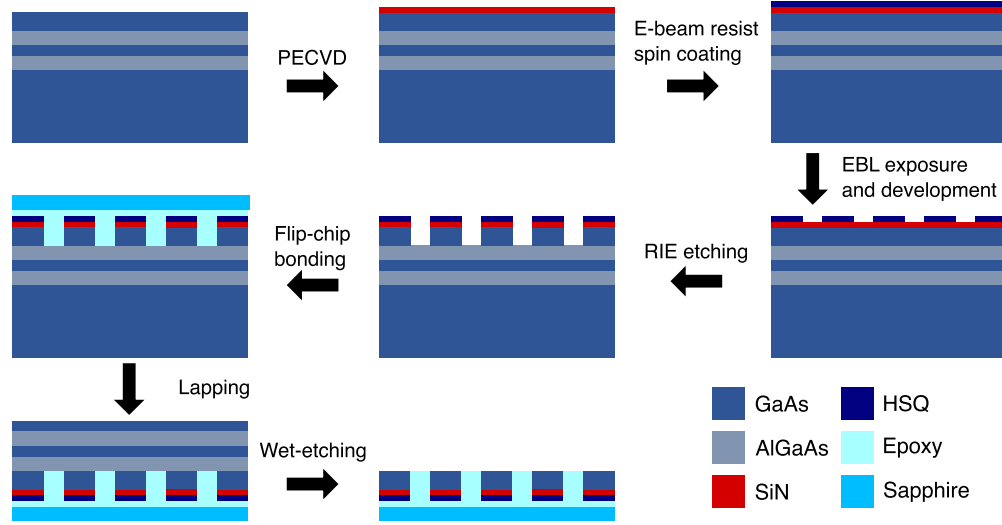 PECVD
E-beam resist
spin coating
EBL exposure
and development
RIE etching
Flip-chip
bonding
Lapping
Wet-etching
GaAs
HSQ
AlGaAs
Epoxy
SiN
Sapphire